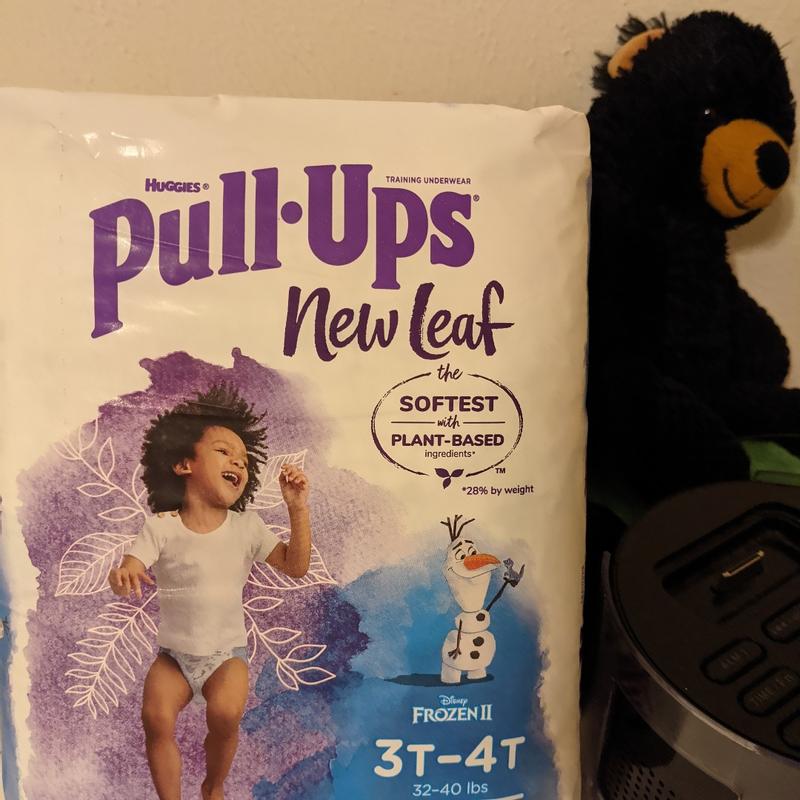 HUGGIES®
TRAINING UNDERWEAR
Pull·Ups®
New Leaf
the
SOFTEST
with
PLANT-BASED
ingredients*
TM
*28% by weight
Disney
FROZEN II
3T-4T
32-40 lbs